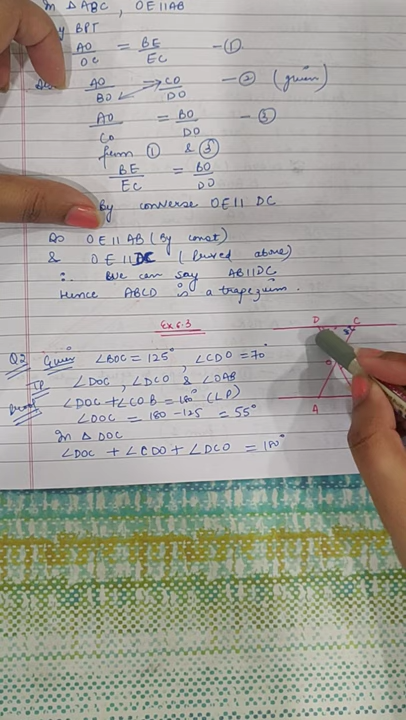 In △ABC, OE || AB
By BPT
AO/OC = BE/EC —①
AO/BO = CO/DO —② (given)
AO/CO = BO/DO —③
from ① & ③
BE/EC = BO/DO
By converse OE || DC
As OE || AB (By const)
& OE || DC (Proved above)
∴ We can say AB || DC
Hence ABCD is a trapezium.
Ex 6.3
Q2 Given ∠BOC = 125°, ∠CDO = 70°
TP ∠DOC, ∠DCO & ∠OAB
Proof ∠DOC + ∠COB = 180° (LP)
∠DOC = 180 - 125 = 55°
In △ DOC
∠DOC + ∠CDO + ∠DCO = 180°
D C
O
A